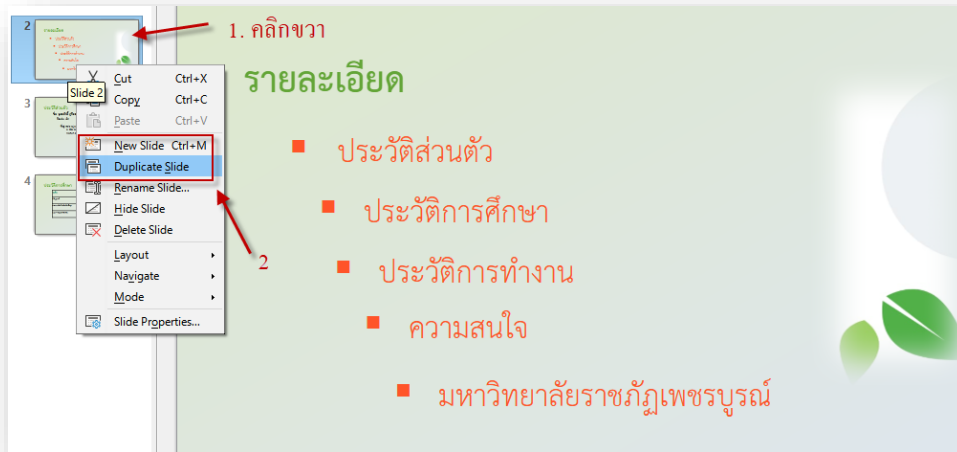 1. คลิกขวา
2
Slide 2
Cut Ctrl+X
Copy Ctrl+C
Paste Ctrl+V
New Slide Ctrl+M
Duplicate Slide
Rename Slide...
Hide Slide
Delete Slide
Layout
Navigate
Mode
Slide Properties...
3
4
2
รายละเอียด
ประวัติส่วนตัว
ประวัติการศึกษา
ประวัติการทำงาน
ความสนใจ
มหาวิทยาลัยราชภัฏเพชรบูรณ์